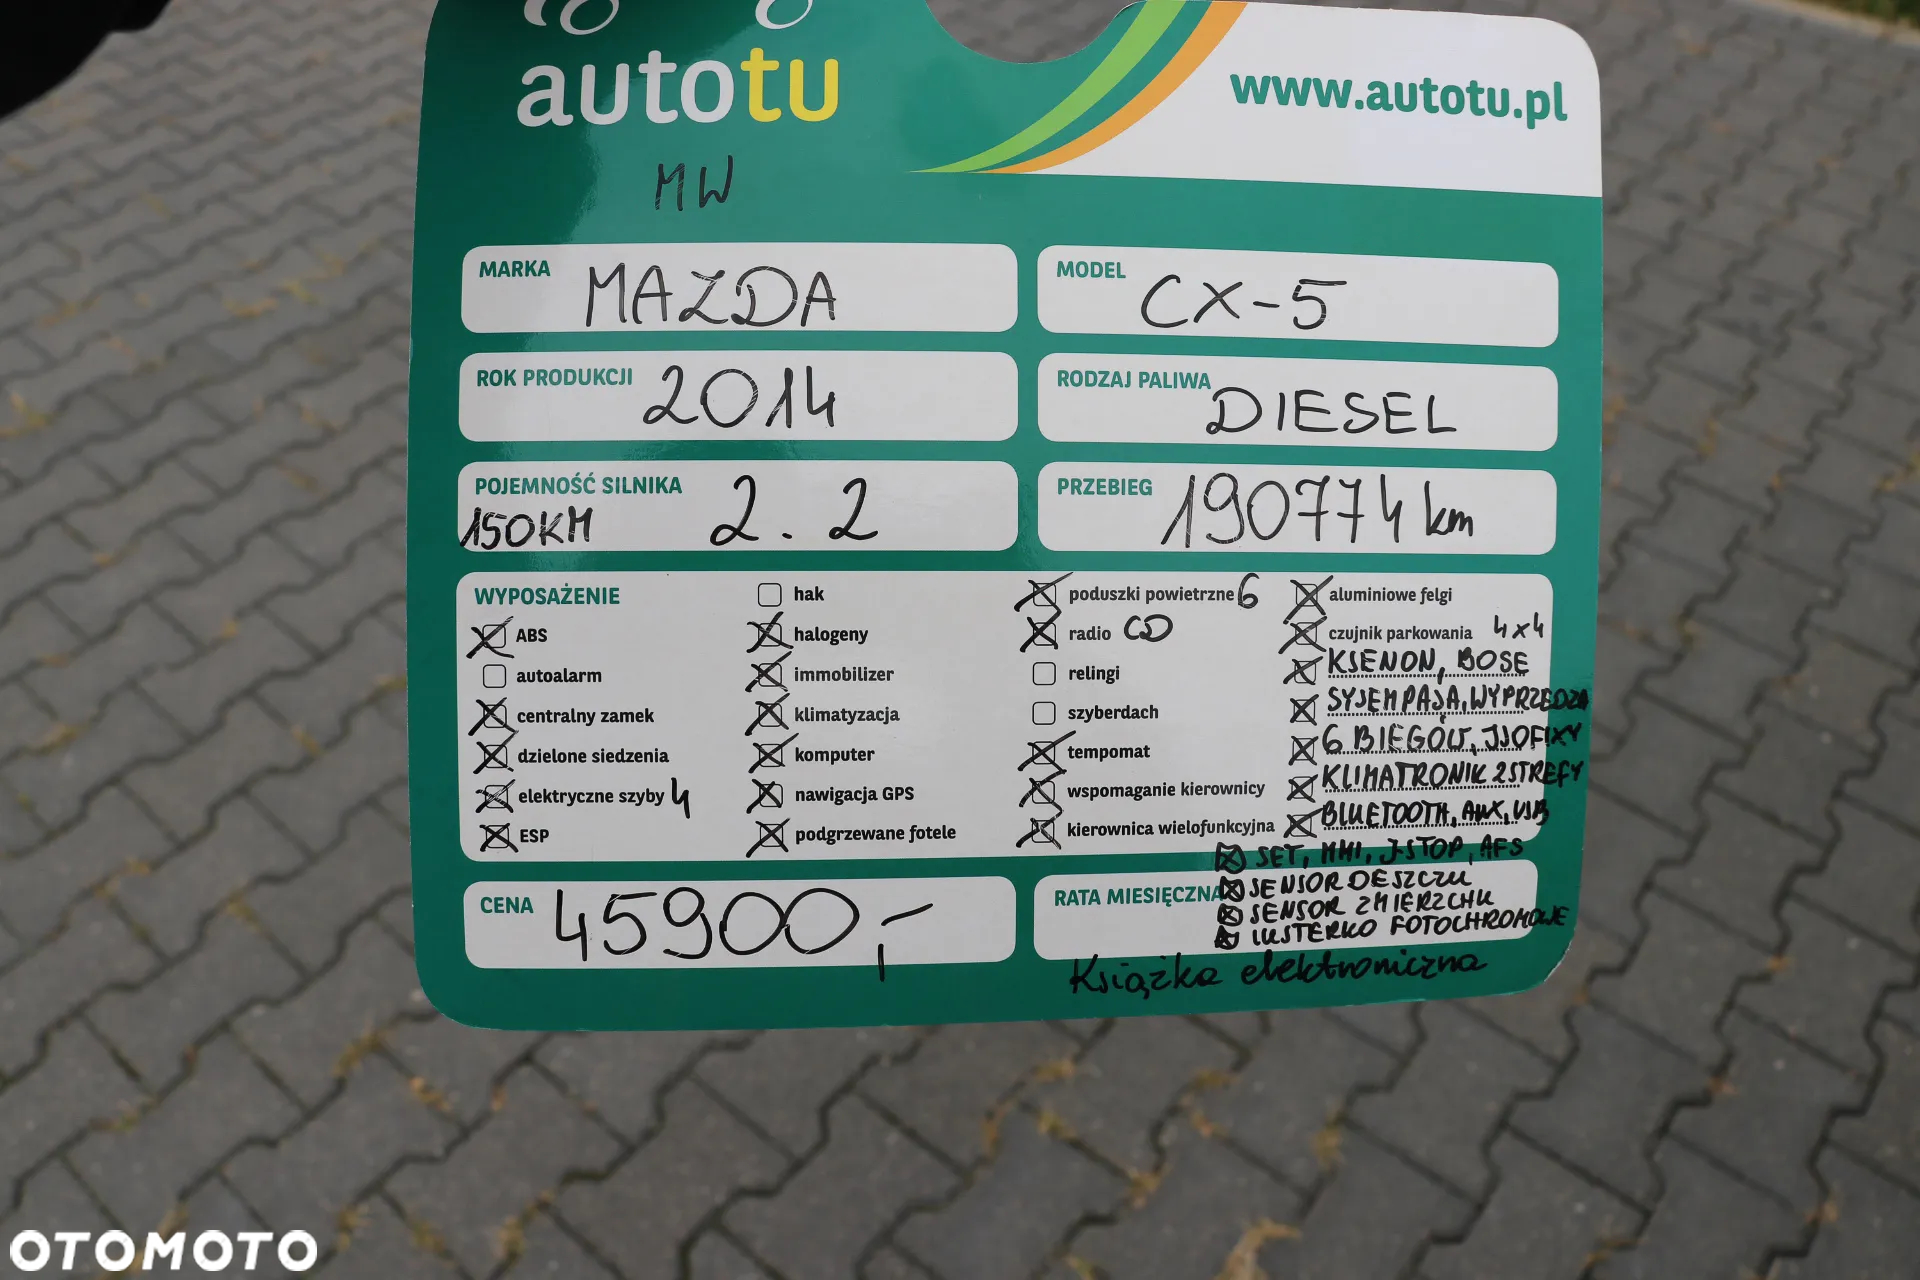 autotu
www.autotu.pl
MW
MARKA MAZDA
MODEL CX-5
ROK PRODUKCJI 2014
RODZAJ PALIWA DIESEL
POJEMNOŚĆ SILNIKA 2.2
150KM
PRZEBIEG 190774 km
WYPOSAŻENIE
ABS
autoalarm
centralny zamek
dzielone siedzenia
elektryczne szyby 4
ESP
hak
halogeny
immobilizer
klimatyzacja
komputer
nawigacja GPS
podgrzewane fotele
poduszki powietrzne 6
radio CD
relingi
szyberdach
tempomat
wspomaganie kierownicy
kierownica wielofunkcyjna
aluminiowe felgi
czujnik parkowania 4x4
KSENON, BOSE
SYSEM PASA, WYPRZEDZA
6 BIEGÓW, ISOFIXY
KLIMATRONIK 2STREFY
BLUETOOTH, AUX, USB
SET, MMI, I-STOP, AFS
SENSOR DESZCZU
SENSOR ZMIERZCHU
LUSTERKO FOTOCHROMOWE
CENA 45900,-
RATA MIESIĘCZNA
Książka elektroniczna
OTOMOTO